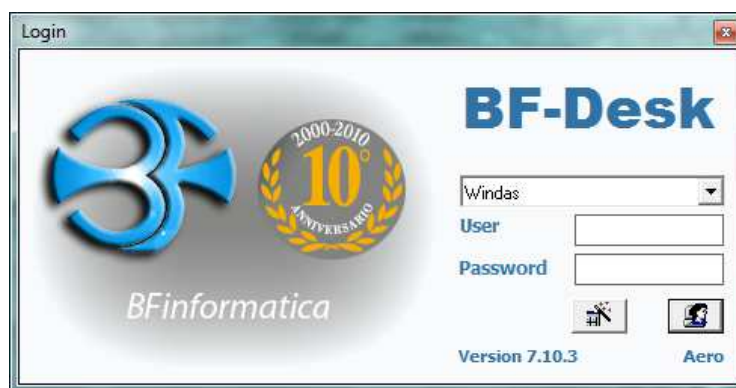 Login
2000-2010
10°
ANNIVERSARIO
BFinformatica
BF-Desk
Windas
User
Password
Version 7.10.3
Aero